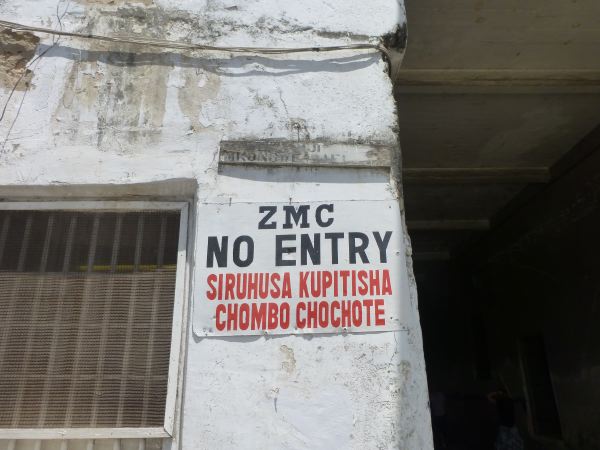 ZMC
NO ENTRY
SIRUHUSA KUPITISHA
CHOMBO CHOCHOTE